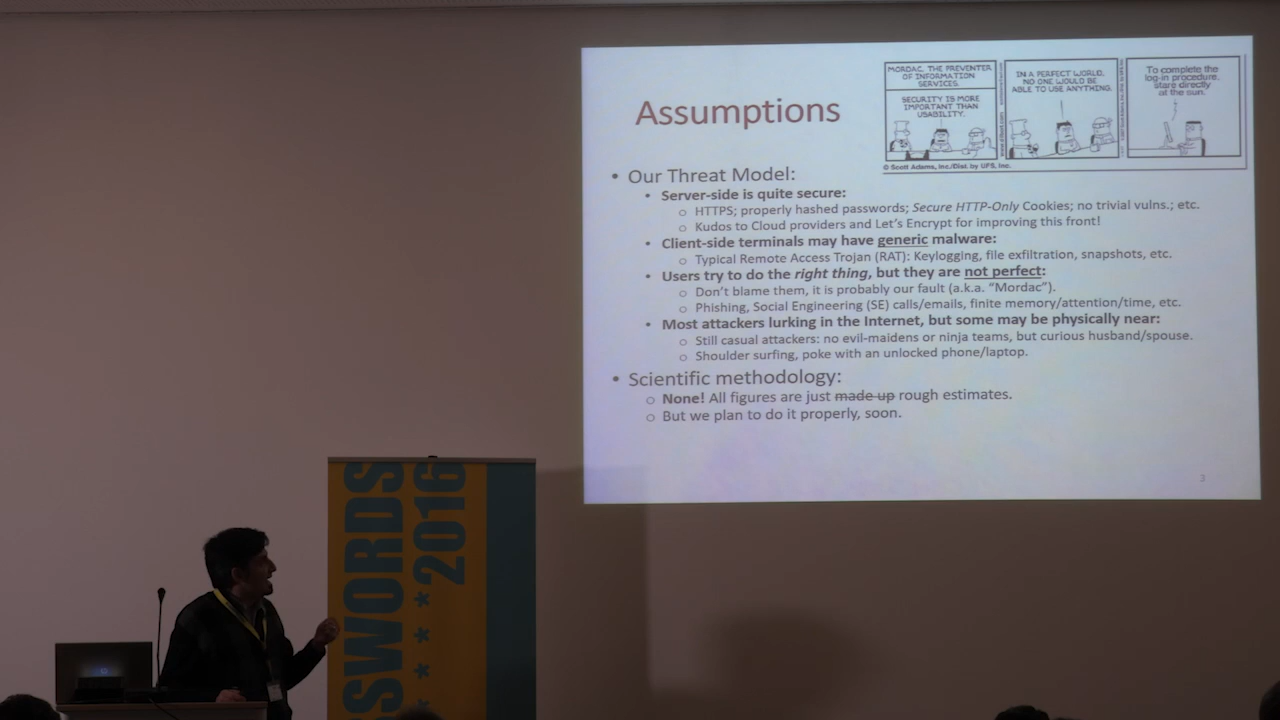 Assumptions
MORDAC, THE PREVENTER
OF INFORMATION
SERVICES.
SECURITY IS MORE
IMPORTANT THAN
USABILITY.
IN A PERFECT WORLD,
NO ONE WOULD BE
ABLE TO USE ANYTHING.
To complete the
log-in procedure,
stare directly
at the sun.
© Scott Adams, Inc./Dist. by UFS, Inc.
• Our Threat Model:
• Server-side is quite secure:
o HTTPS; properly hashed passwords; Secure HTTP-Only Cookies; no trivial vulns.; etc.
o Kudos to Cloud providers and Let's Encrypt for improving this front!
• Client-side terminals may have generic malware:
o Typical Remote Access Trojan (RAT): Keylogging, file exfiltration, snapshots, etc.
• Users try to do the right thing, but they are not perfect:
o Don't blame them, it is probably our fault (a.k.a. “Mordac”).
o Phishing, Social Engineering (SE) calls/emails, finite memory/attention/time, etc.
• Most attackers lurking in the Internet, but some may be physically near:
o Still casual attackers: no evil-maidens or ninja teams, but curious husband/spouse.
o Shoulder surfing, poke with an unlocked phone/laptop.
• Scientific methodology:
o None! All figures are just made up rough estimates.
o But we plan to do it properly, soon.
3
SSWORDS
****2016